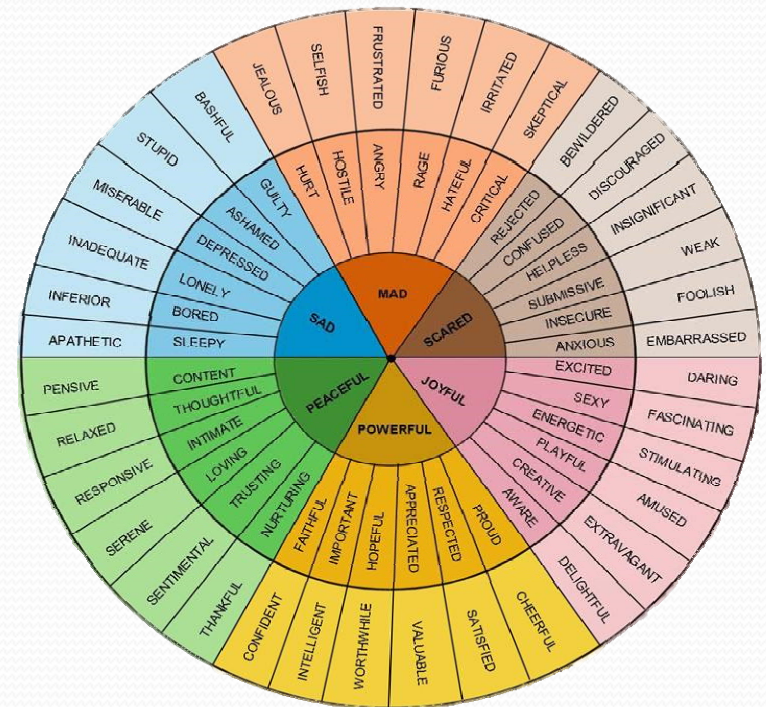 MAD
SCARED
JOYFUL
POWERFUL
PEACEFUL
SAD
HURT
HOSTILE
ANGRY
RAGE
HATEFUL
CRITICAL
REJECTED
CONFUSED
HELPLESS
SUBMISSIVE
INSECURE
ANXIOUS
EXCITED
SEXY
ENERGETIC
PLAYFUL
CREATIVE
AWARE
PROUD
RESPECTED
APPRECIATED
HOPEFUL
IMPORTANT
FAITHFUL
NURTURING
TRUSTING
LOVING
INTIMATE
THOUGHTFUL
CONTENT
SLEEPY
BORED
LONELY
DEPRESSED
ASHAMED
GUILTY
JEALOUS
SELFISH
FRUSTRATED
FURIOUS
IRRITATED
SKEPTICAL
BEWILDERED
DISCOURAGED
INSIGNIFICANT
WEAK
FOOLISH
EMBARRASSED
DARING
FASCINATING
STIMULATING
AMUSED
EXTRAVAGANT
DELIGHTFUL
CHEERFUL
SATISFIED
VALUABLE
WORTHWHILE
INTELLIGENT
CONFIDENT
THANKFUL
SENTIMENTAL
SERENE
RESPONSIVE
RELAXED
PENSIVE
APATHETIC
INFERIOR
INADEQUATE
MISERABLE
STUPID
BASHFUL